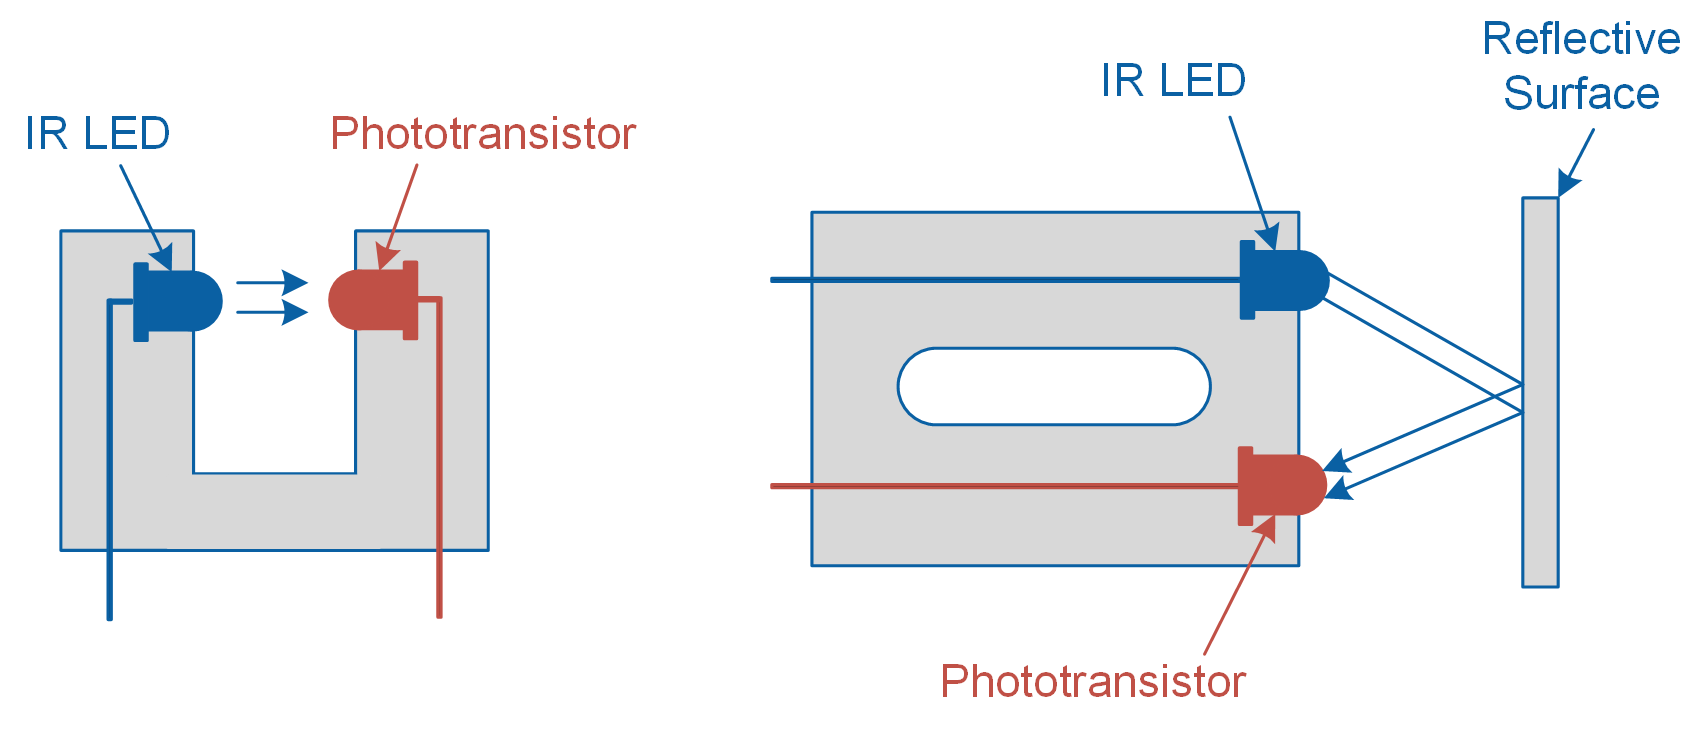 IR LED
Phototransistor
IR LED
Reflective
Surface
Phototransistor